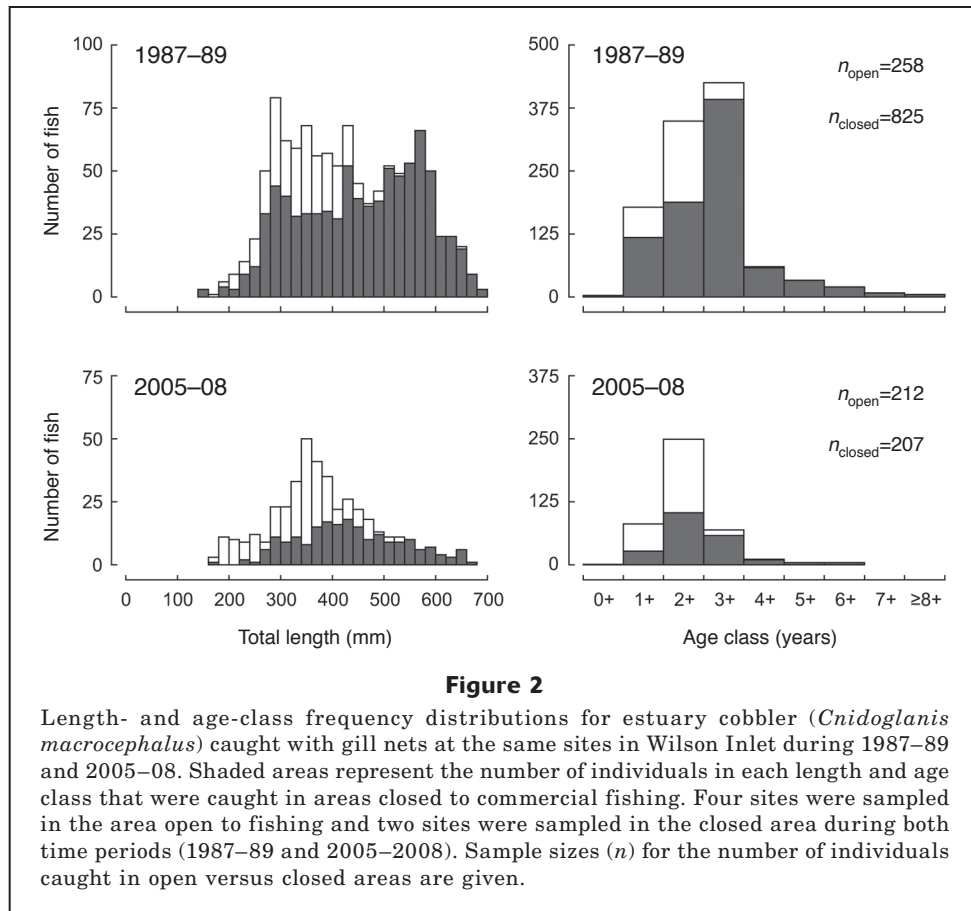 1987–89
100
75
50
25
0
Number of fish
1987–89
n open=258
n closed=825
500
375
250
125
0
2005–08
75
50
25
0
Number of fish
0 100 200 300 400 500 600 700
Total length (mm)
2005–08
n open=212
n closed=207
375
250
125
0
0+ 1+ 2+ 3+ 4+ 5+ 6+ 7+ ≥8+
Age class (years)
Figure 2
Length- and age-class frequency distributions for estuary cobbler (Cnidoglanis
macrocephalus) caught with gill nets at the same sites in Wilson Inlet during 1987–89
and 2005–08. Shaded areas represent the number of individuals in each length and age
class that were caught in areas closed to commercial fishing. Four sites were sampled
in the area open to fishing and two sites were sampled in the closed area during both
time periods (1987–89 and 2005–2008). Sample sizes (n) for the number of individuals
caught in open versus closed areas are given.